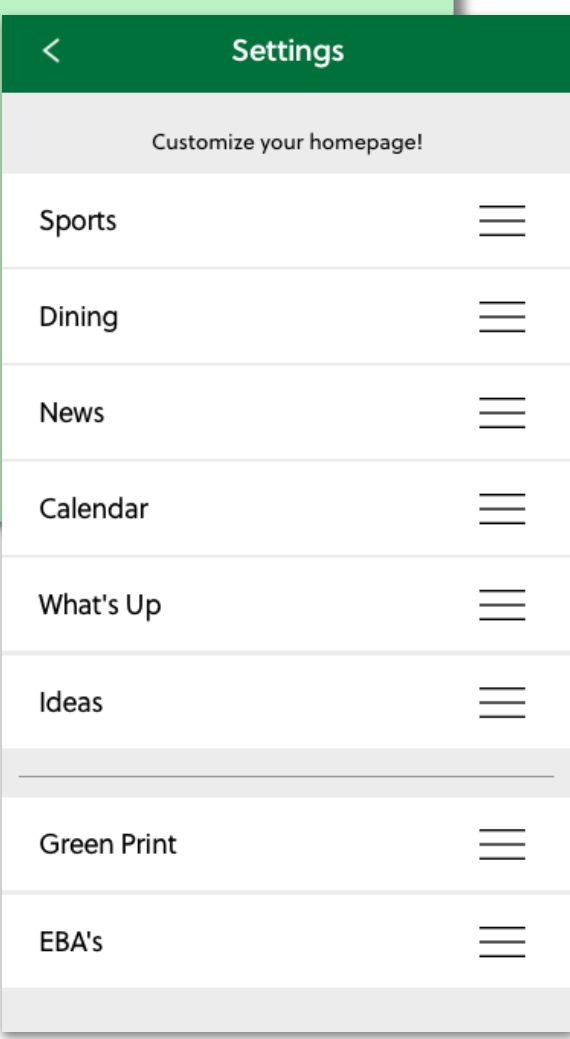 Settings
Customize your homepage!
Sports
Dining
News
Calendar
What's Up
Ideas
Green Print
EBA's